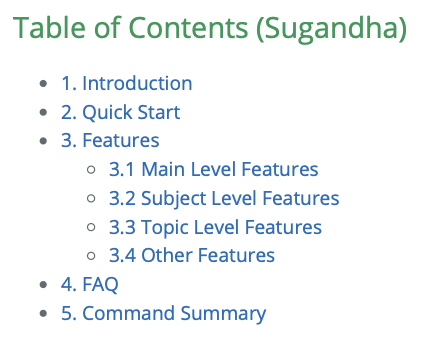 Table of Contents (Sugandha)
1. Introduction
2. Quick Start
3. Features
3.1 Main Level Features
3.2 Subject Level Features
3.3 Topic Level Features
3.4 Other Features
4. FAQ
5. Command Summary